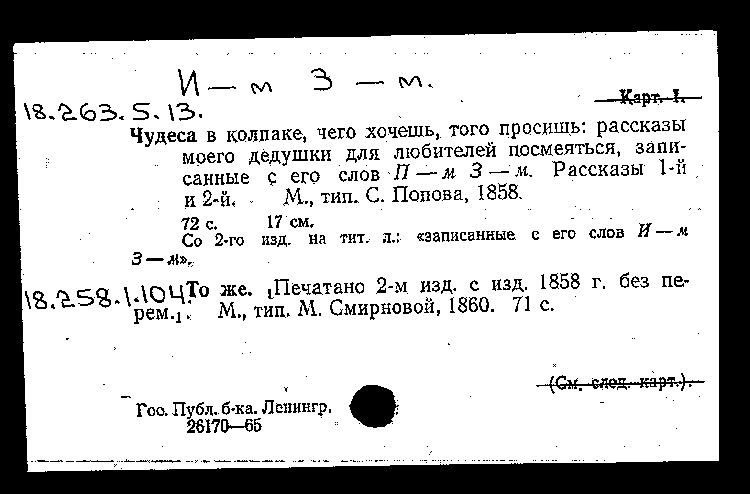 И — м З — м.
Карт. I.
18.263.5.13.
Чудеса в колпаке, чего хочешь, того просишь: рассказы
моего дедушки для любителей посмеяться, запи-
санные с его слов П — м З — м. Рассказы 1-й
и 2-й. М., тип. С. Попова, 1858.
72 с. 17 см.
Со 2-го изд. на тит. л.: «записанные с его слов И — м
З — м».
18.258.1.104. То же. [Печатано 2-м изд. с изд. 1858 г. без пе-
рем.]. М., тип. М. Смирновой, 1860. 71 с.
(См. след. карт.).
Гос. Публ. б-ка. Ленингр.
26170—65